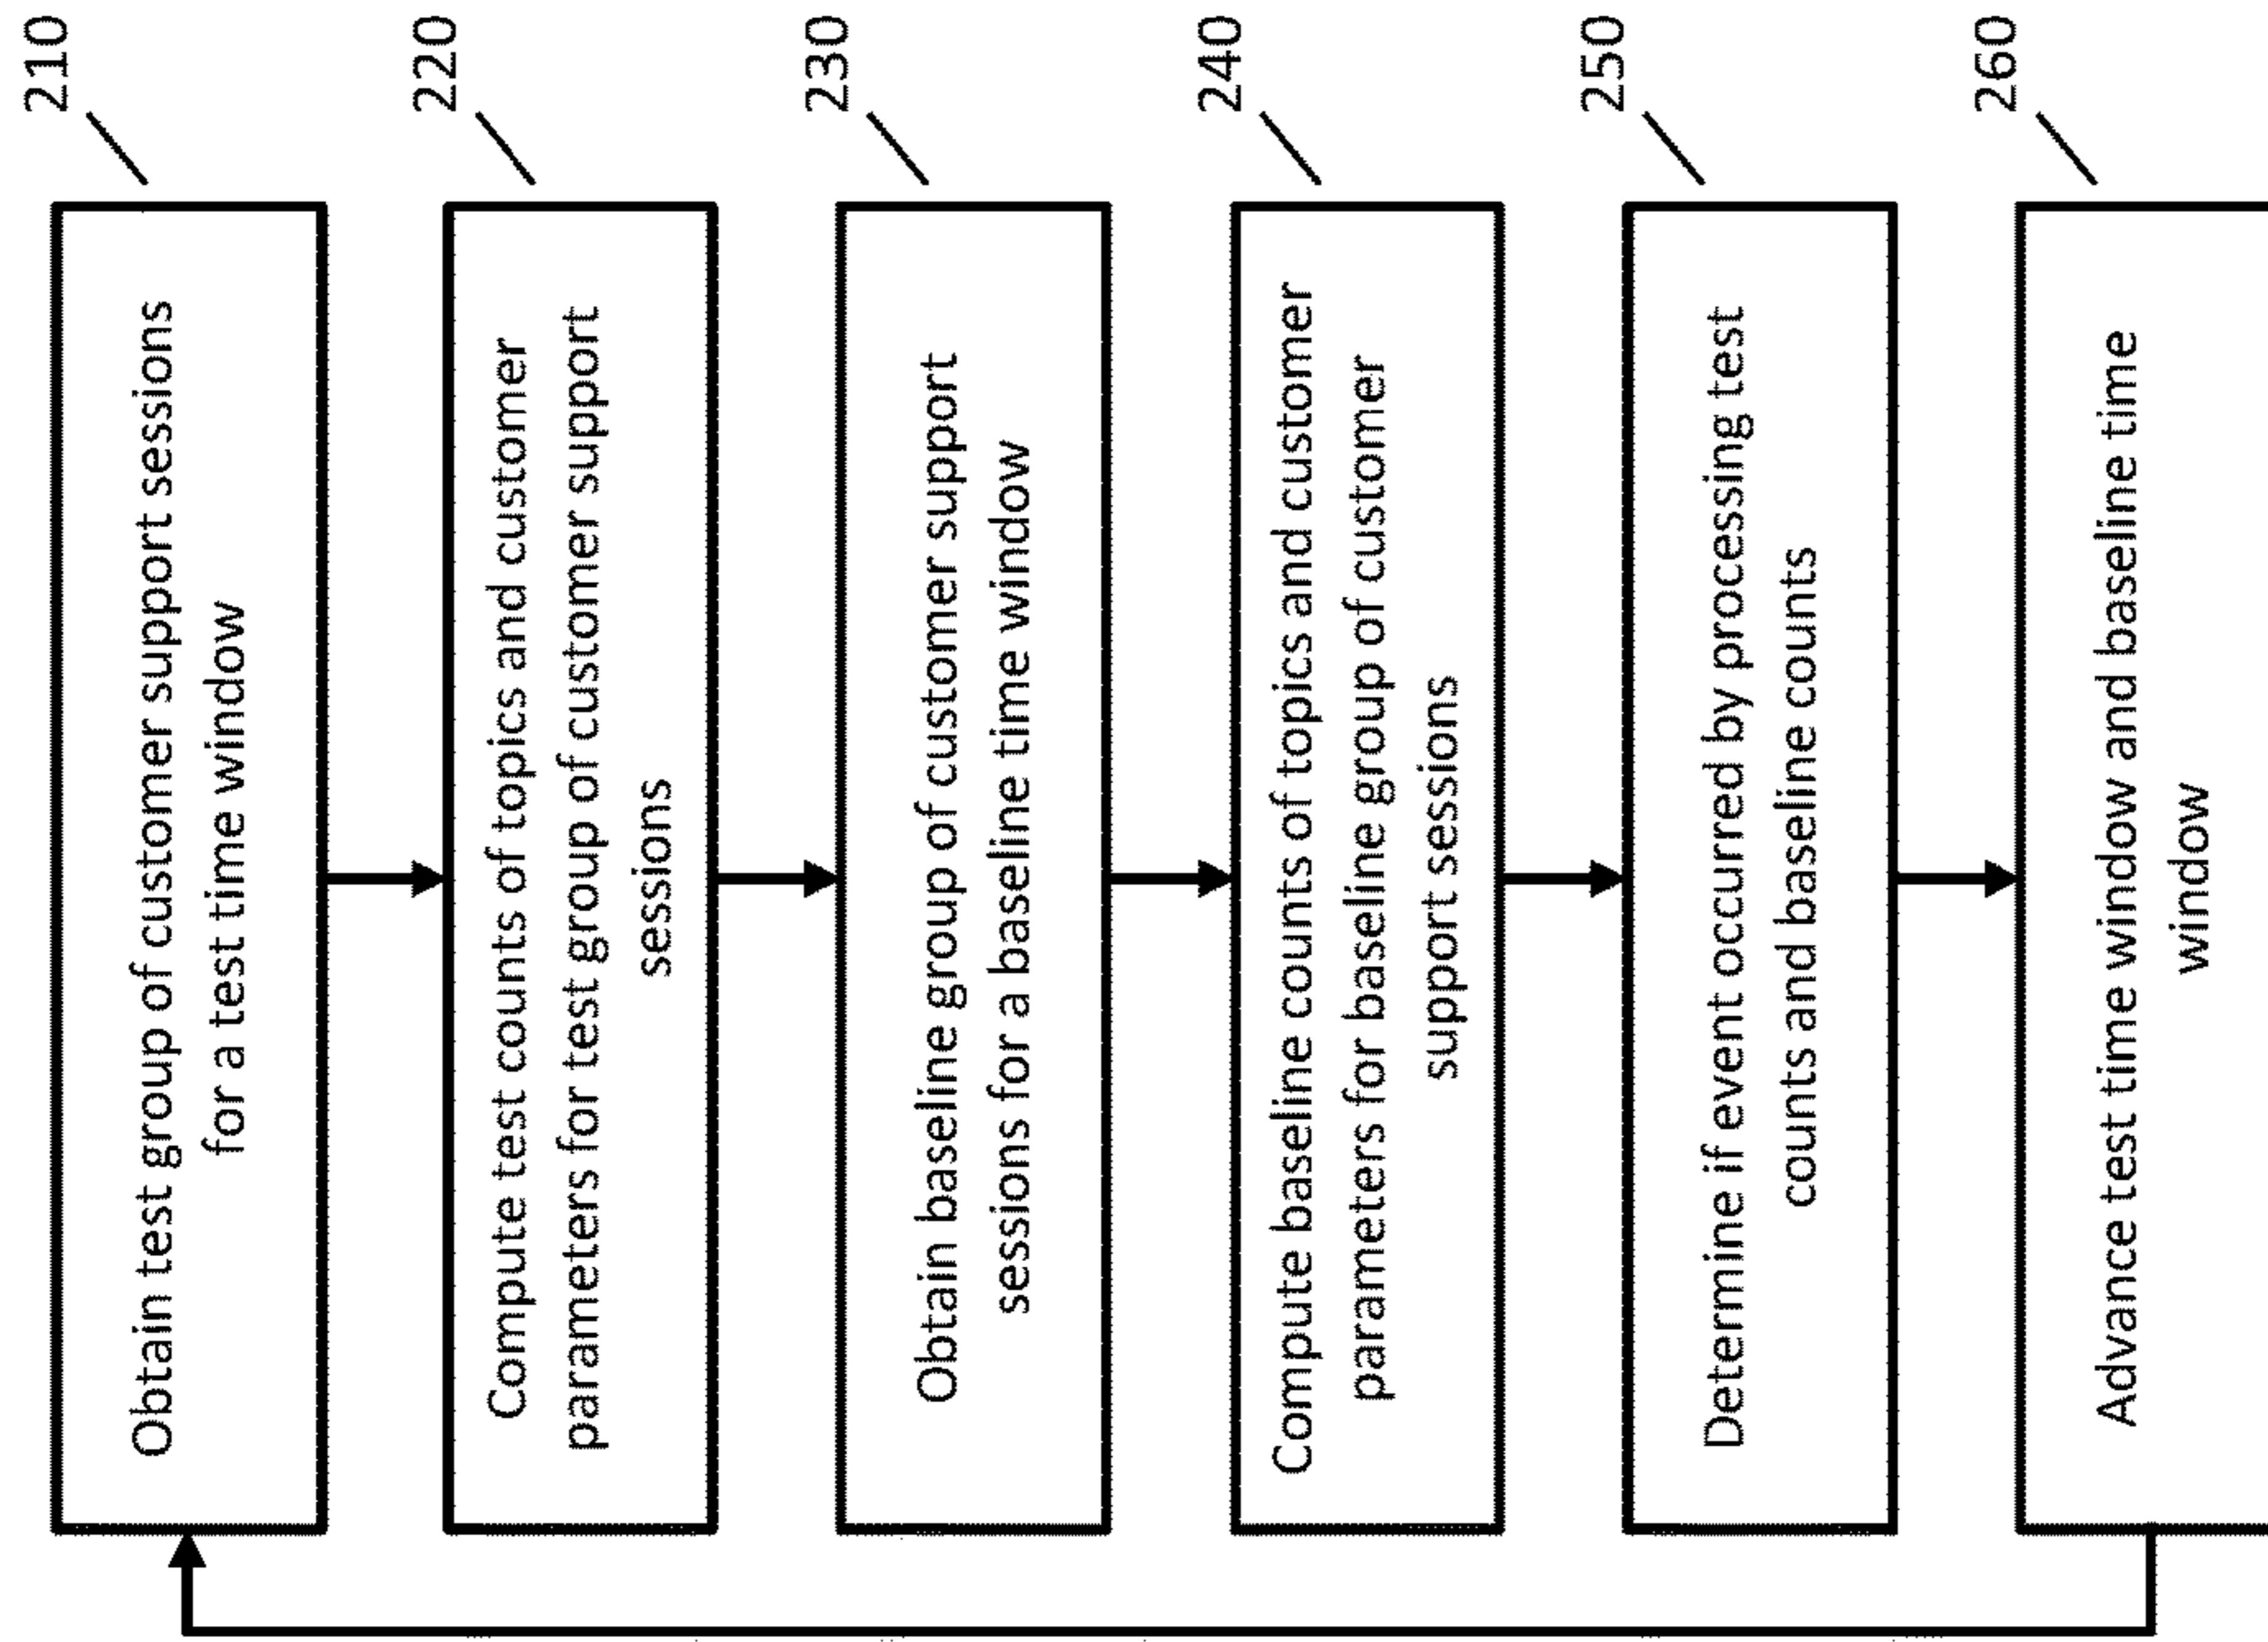 210
Obtain test group of customer support sessions
for a test time window
220
Compute test counts of topics and customer
parameters for test group of customer support
sessions
230
Obtain baseline group of customer support
sessions for a baseline time window
240
Compute baseline counts of topics and customer
parameters for baseline group of customer
support sessions
250
Determine if event occurred by processing test
counts and baseline counts
260
Advance test time window and baseline time
window